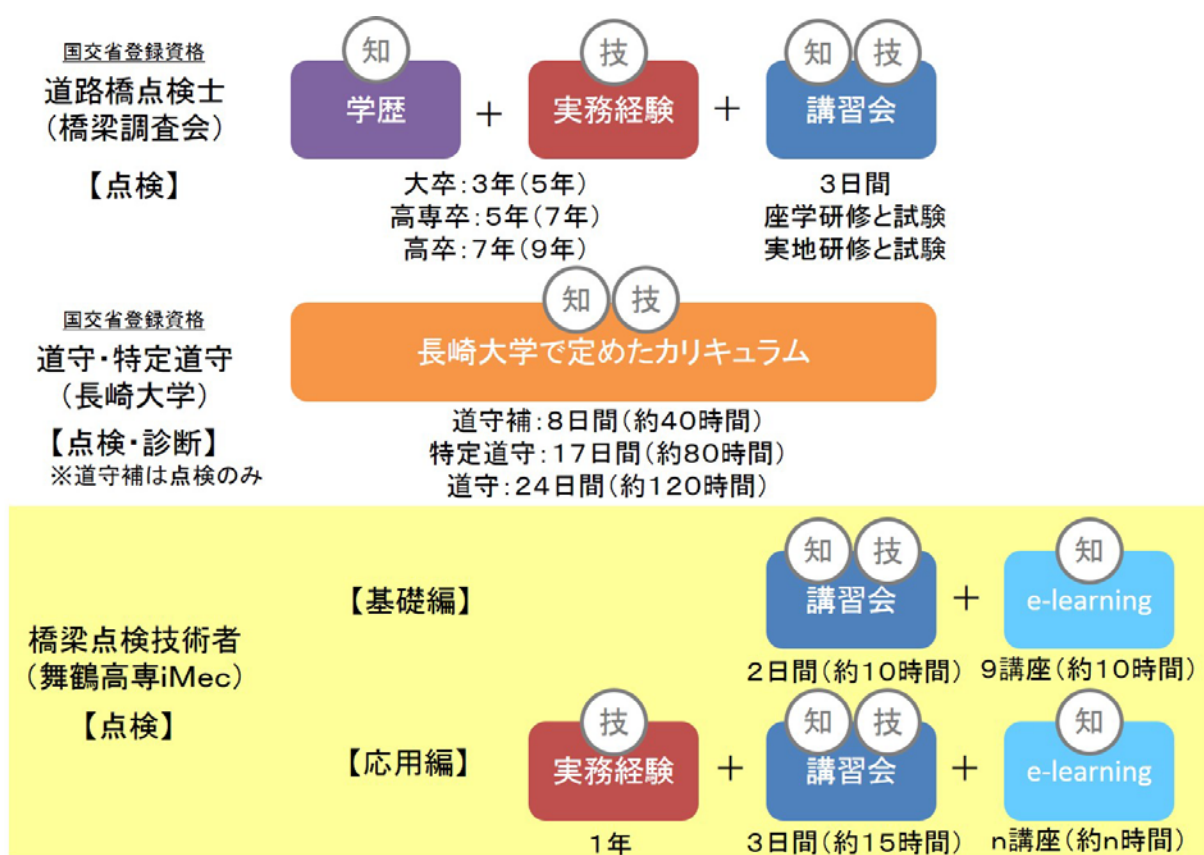 国交省登録資格
道路橋点検士
(橋梁調査会)
【点検】
知
学歴
+
技
実務経験
+
知 技
講習会
大卒:3年(5年)
高専卒:5年(7年)
高卒:7年(9年)
3日間
座学研修と試験
実地研修と試験
国交省登録資格
道守・特定道守
(長崎大学)
【点検・診断】
※道守補は点検のみ
知 技
長崎大学で定めたカリキュラム
道守補:8日間(約40時間)
特定道守:17日間(約80時間)
道守:24日間(約120時間)
橋梁点検技術者
(舞鶴高専iMec)
【点検】
【基礎編】
知 技
講習会
+
知
e-learning
2日間(約10時間)
9講座(約10時間)
【応用編】
技
実務経験
+
知 技
講習会
+
知
e-learning
1年
3日間(約15時間)
n講座(約n時間)